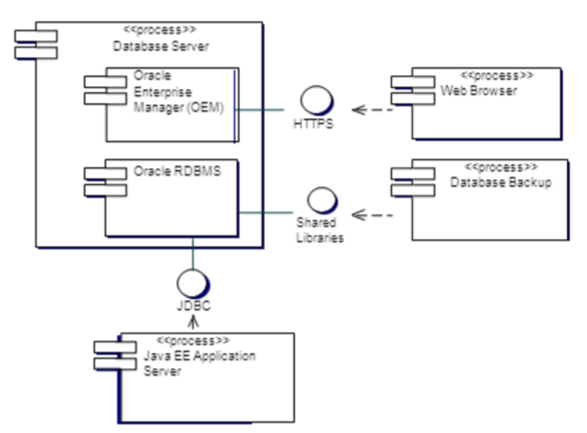 <<process>>
Database Server
Oracle
Enterprise
Manager (OEM)
HTTPS
<<process>>
Web Browser
Oracle RDBMS
Shared
Libraries
<<process>>
Database Backup
JDBC
<<process>>
Java EE Application
Server